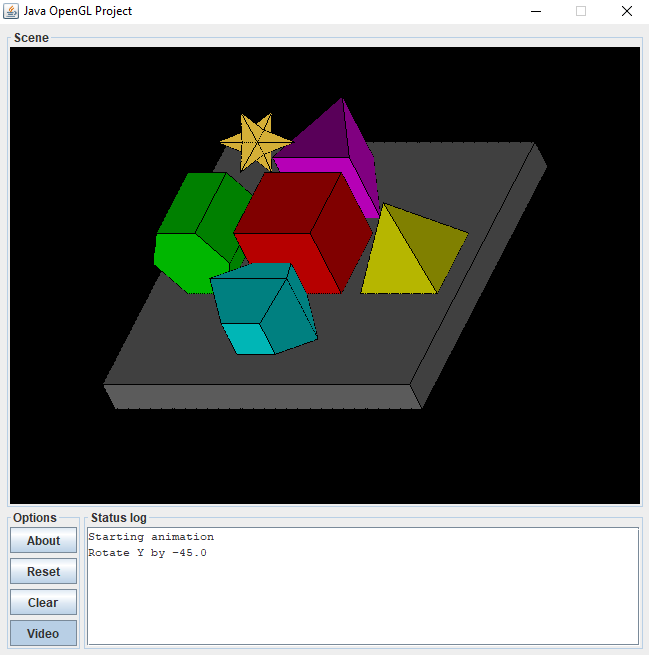 Java OpenGL Project
Scene
Options
About
Reset
Clear
Video
Status log
Starting animation
Rotate Y by -45.0